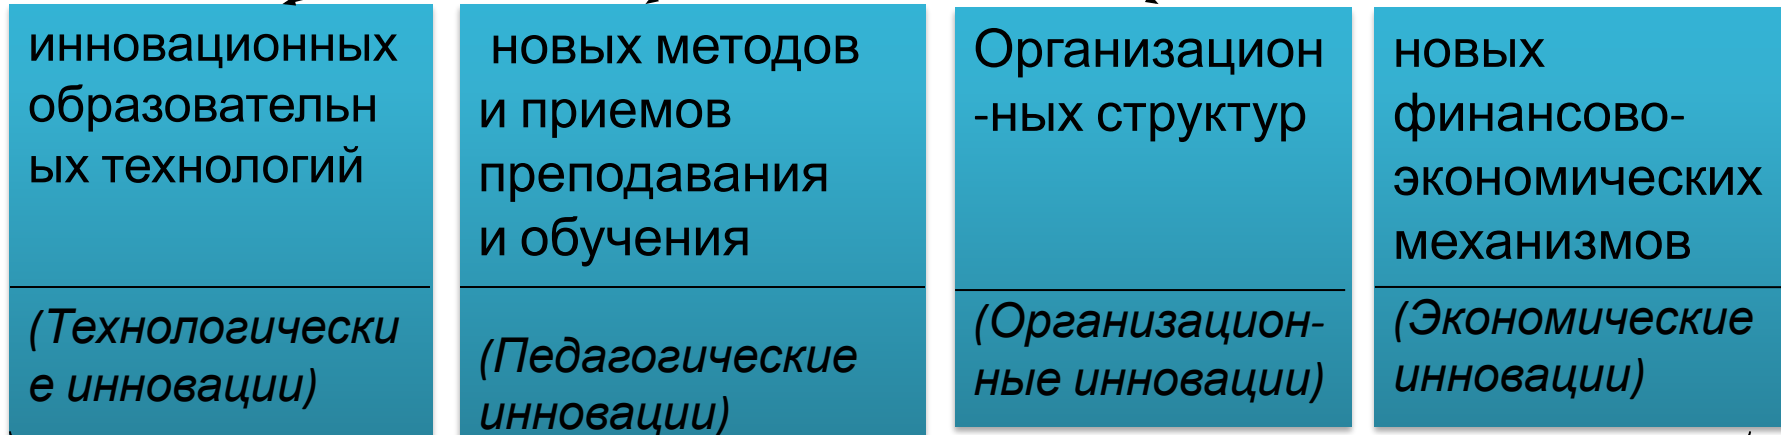 инновационных
образовательн
ых технологий
(Технологически
е инновации)
новых методов
и приемов
преподавания
и обучения
(Педагогические
инновации)
Организацион
-ных структур
(Организацион-
ные инновации)
новых
финансово-
экономических
механизмов
(Экономические
инновации)